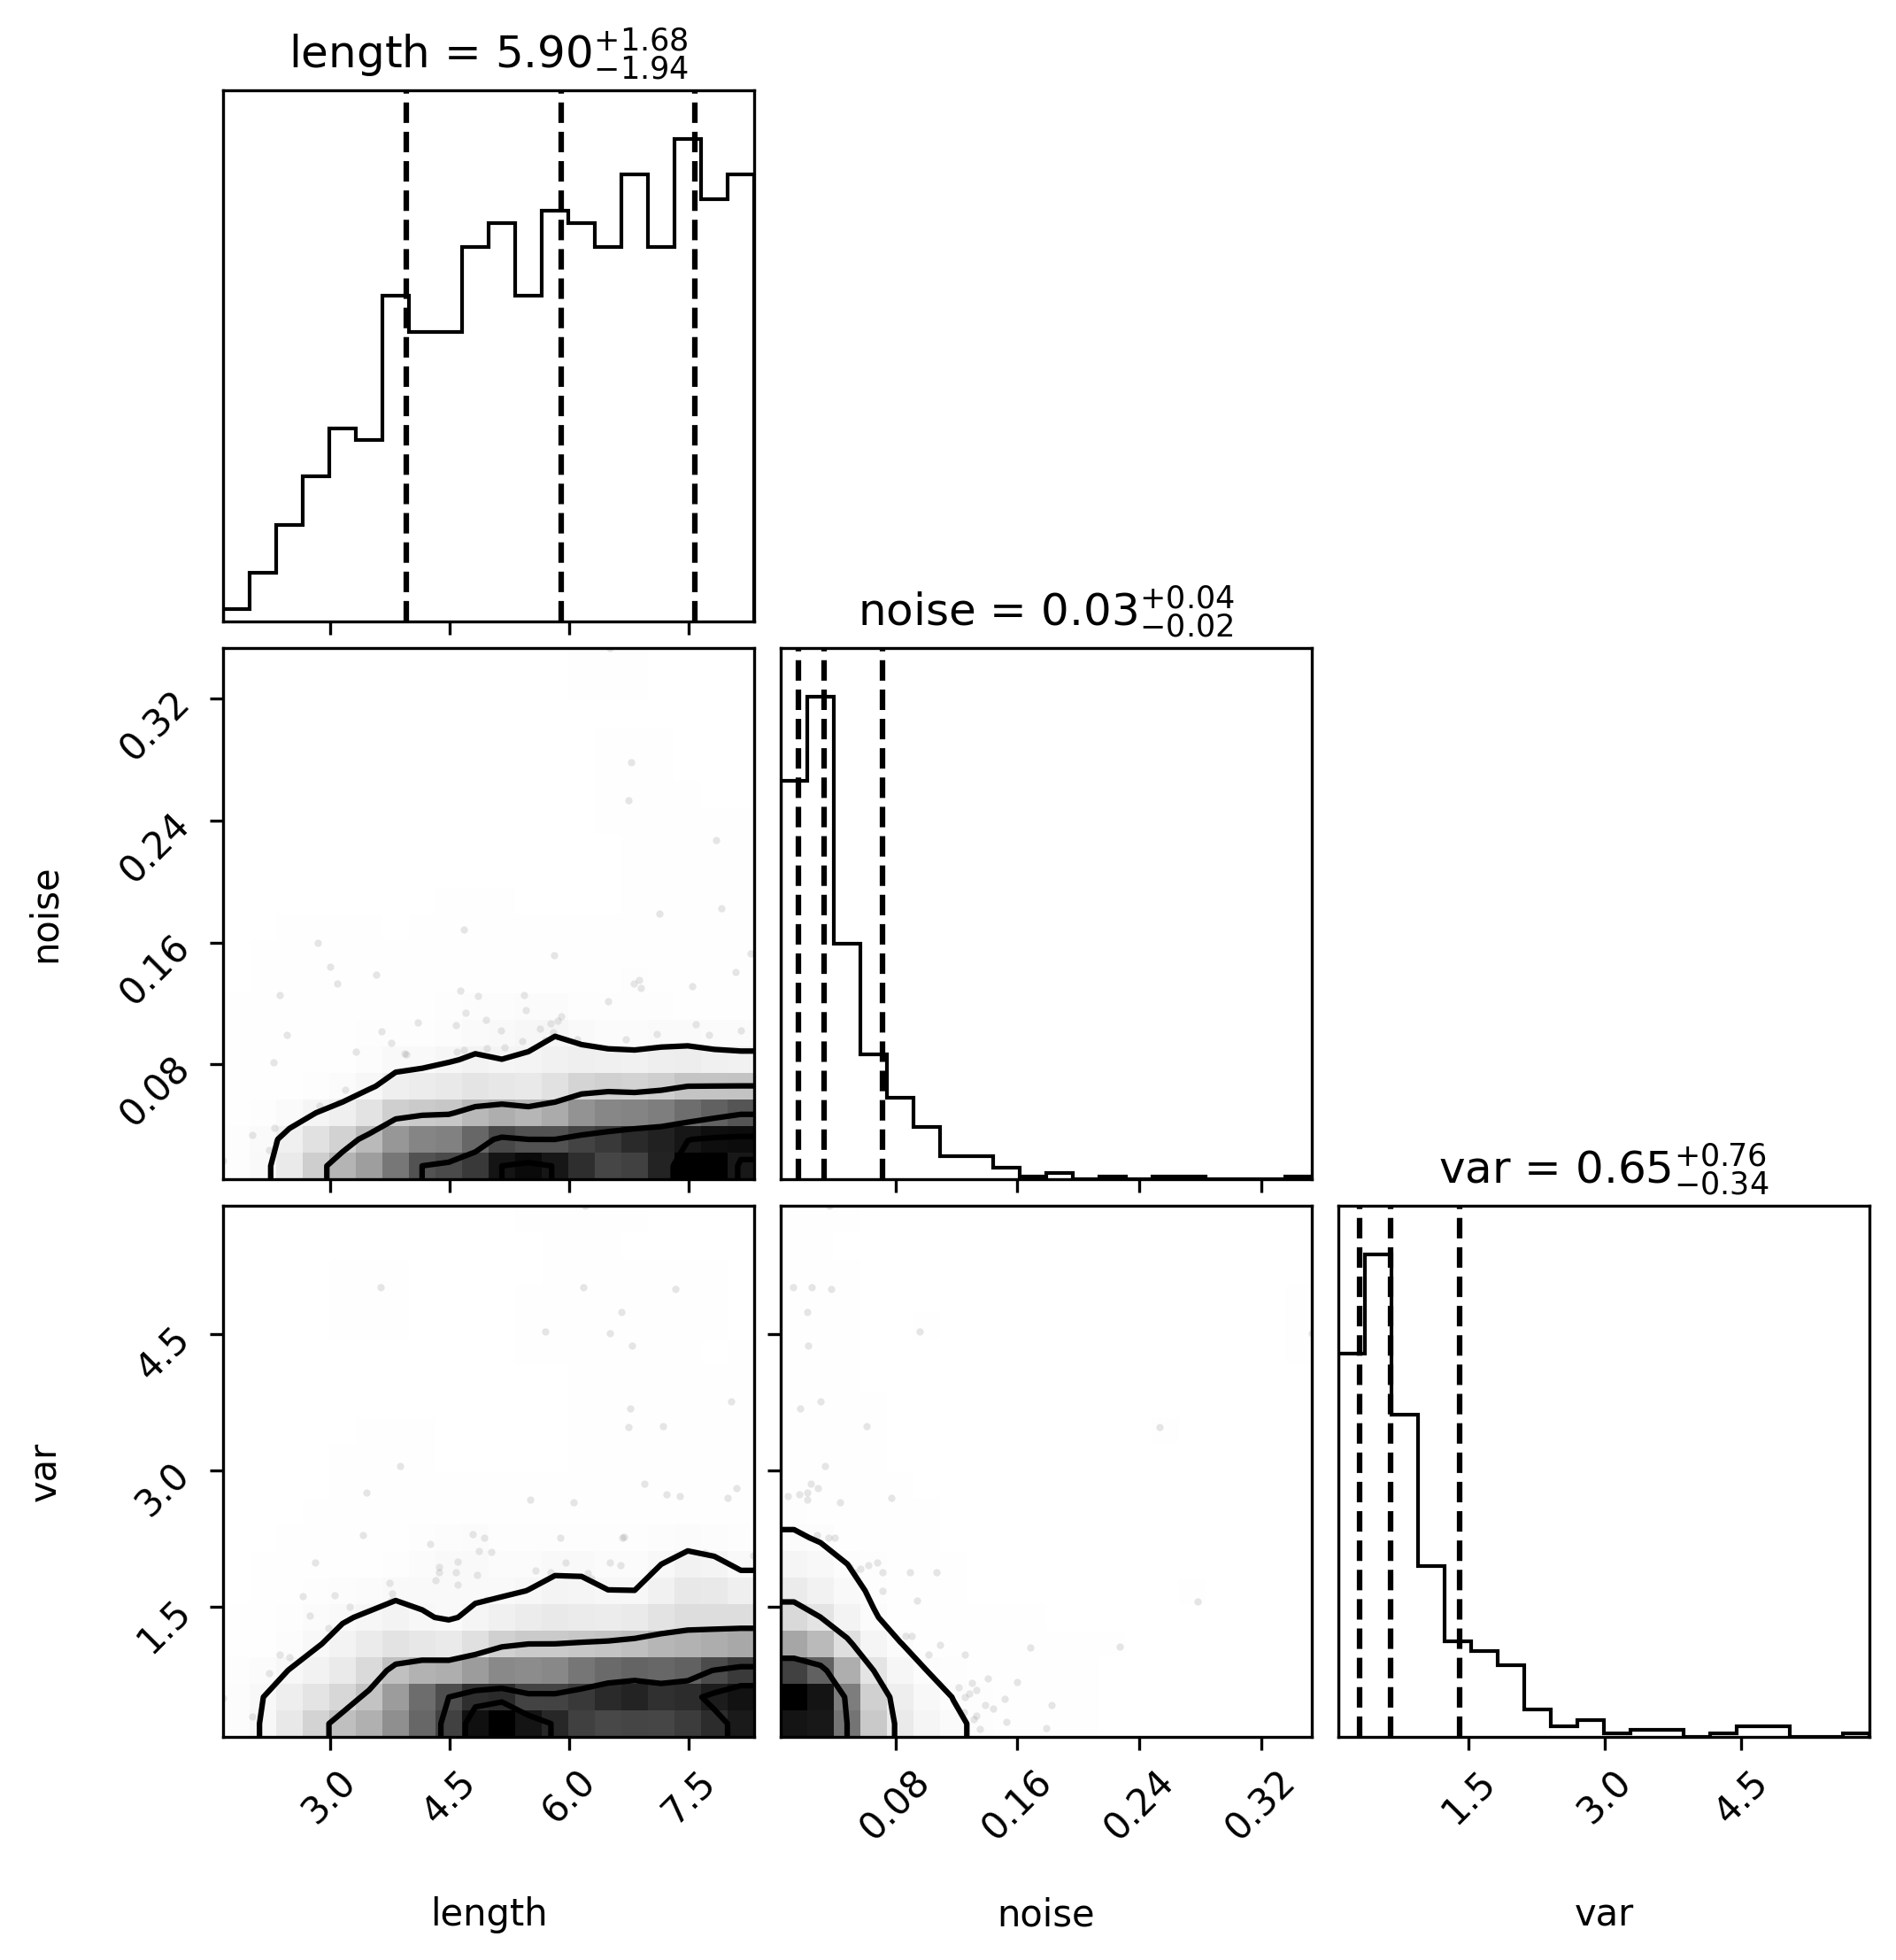 length = 5.90 +1.68 −1.94
noise = 0.03 +0.04 −0.02
0.32
0.24
0.16
0.08
noise
var = 0.65 +0.76 −0.34
4.5
3.0
1.5
var
3.0 4.5 6.0 7.5 0.08 0.16 0.24 0.32 1.5 3.0 4.5
length noise var